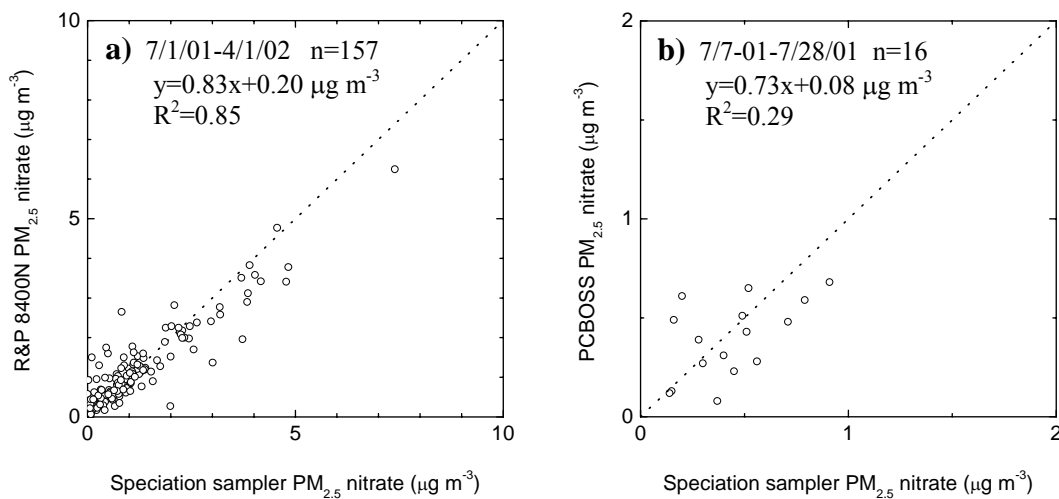 a) 7/1/01-4/1/02 n=157
y=0.83x+0.20 μg m-3
R2=0.85
10
5
0
0
5
10
R&P 8400N PM2.5 nitrate (μg m-3)
Speciation sampler PM2.5 nitrate (μg m-3)
b) 7/7-01-7/28/01 n=16
y=0.73x+0.08 μg m-3
R2=0.29
2
1
0
0
1
2
PCBOSS PM2.5 nitrate (μg m-3)
Speciation sampler PM2.5 nitrate (μg m-3)